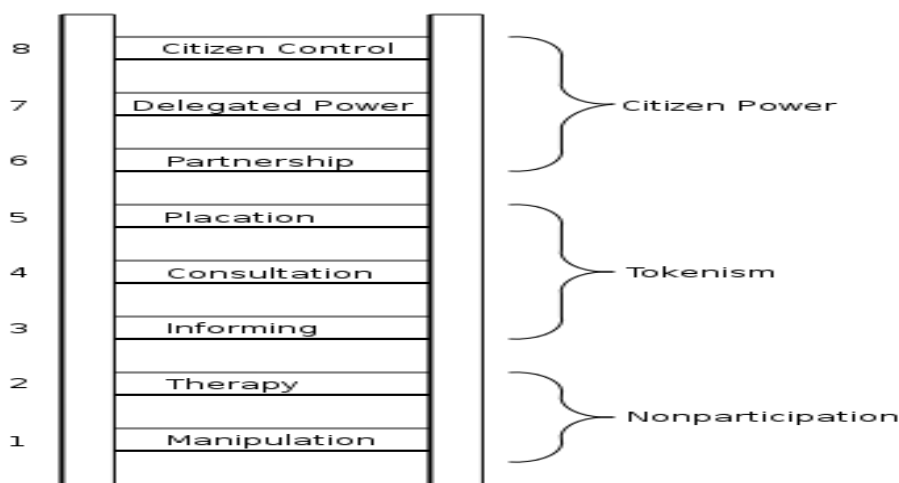 8 Citizen Control
7 Delegated Power Citizen Power
6 Partnership
5 Placation
4 Consultation Tokenism
3 Informing
2 Therapy
Nonparticipation
1 Manipulation